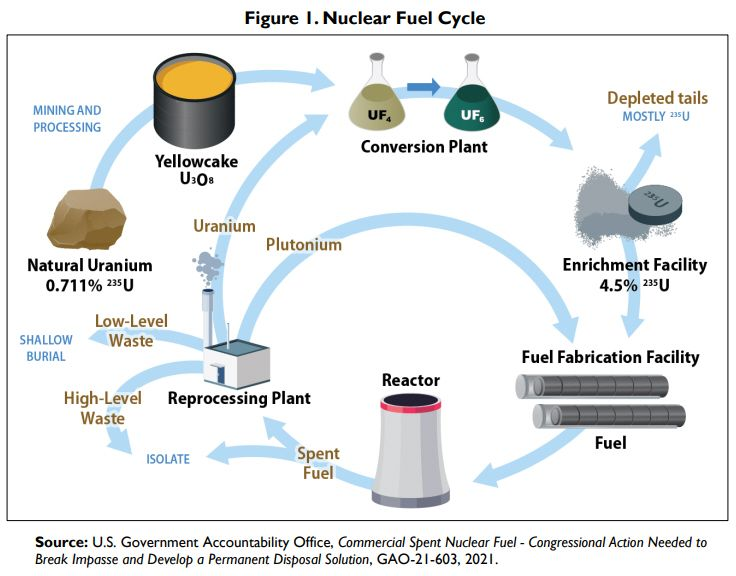 Figure 1. Nuclear Fuel Cycle
MINING AND
PROCESSING
Yellowcake
U₃O₈
UF₄
UF₆
Conversion Plant
Depleted tails
MOSTLY ²³⁵U
²³⁵U
Natural Uranium
0.711% ²³⁵U
Uranium
Plutonium
Enrichment Facility
4.5% ²³⁵U
SHALLOW
BURIAL
Low-Level
Waste
High-Level
Waste
Reprocessing Plant
Reactor
Fuel Fabrication Facility
Fuel
ISOLATE
Spent
Fuel
Source: U.S. Government Accountability Office, Commercial Spent Nuclear Fuel - Congressional Action Needed to
Break Impasse and Develop a Permanent Disposal Solution, GAO-21-603, 2021.